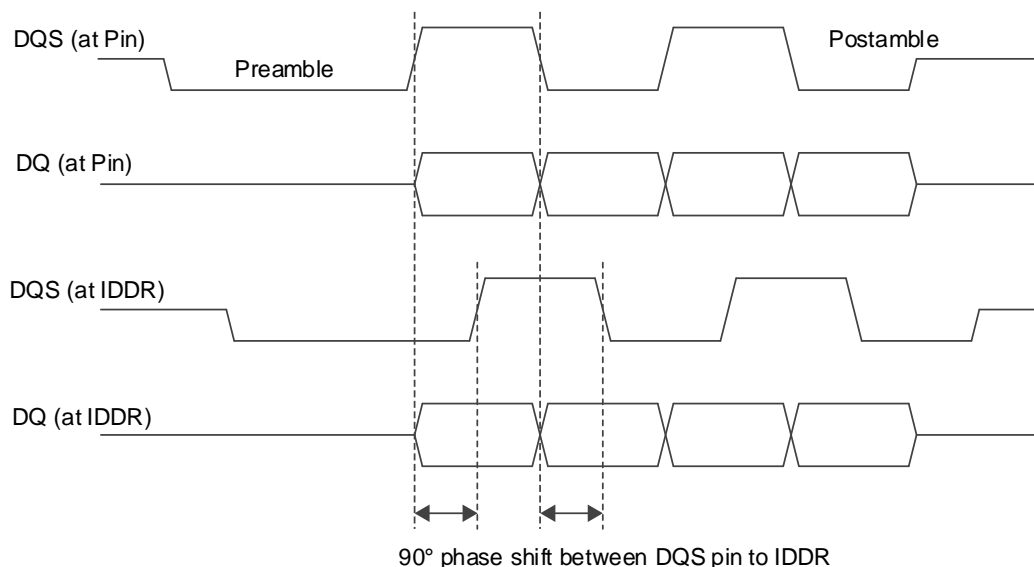 DQS (at Pin)
Preamble
Postamble
DQ (at Pin)
DQS (at IDDR)
DQ (at IDDR)
90° phase shift between DQS pin to IDDR